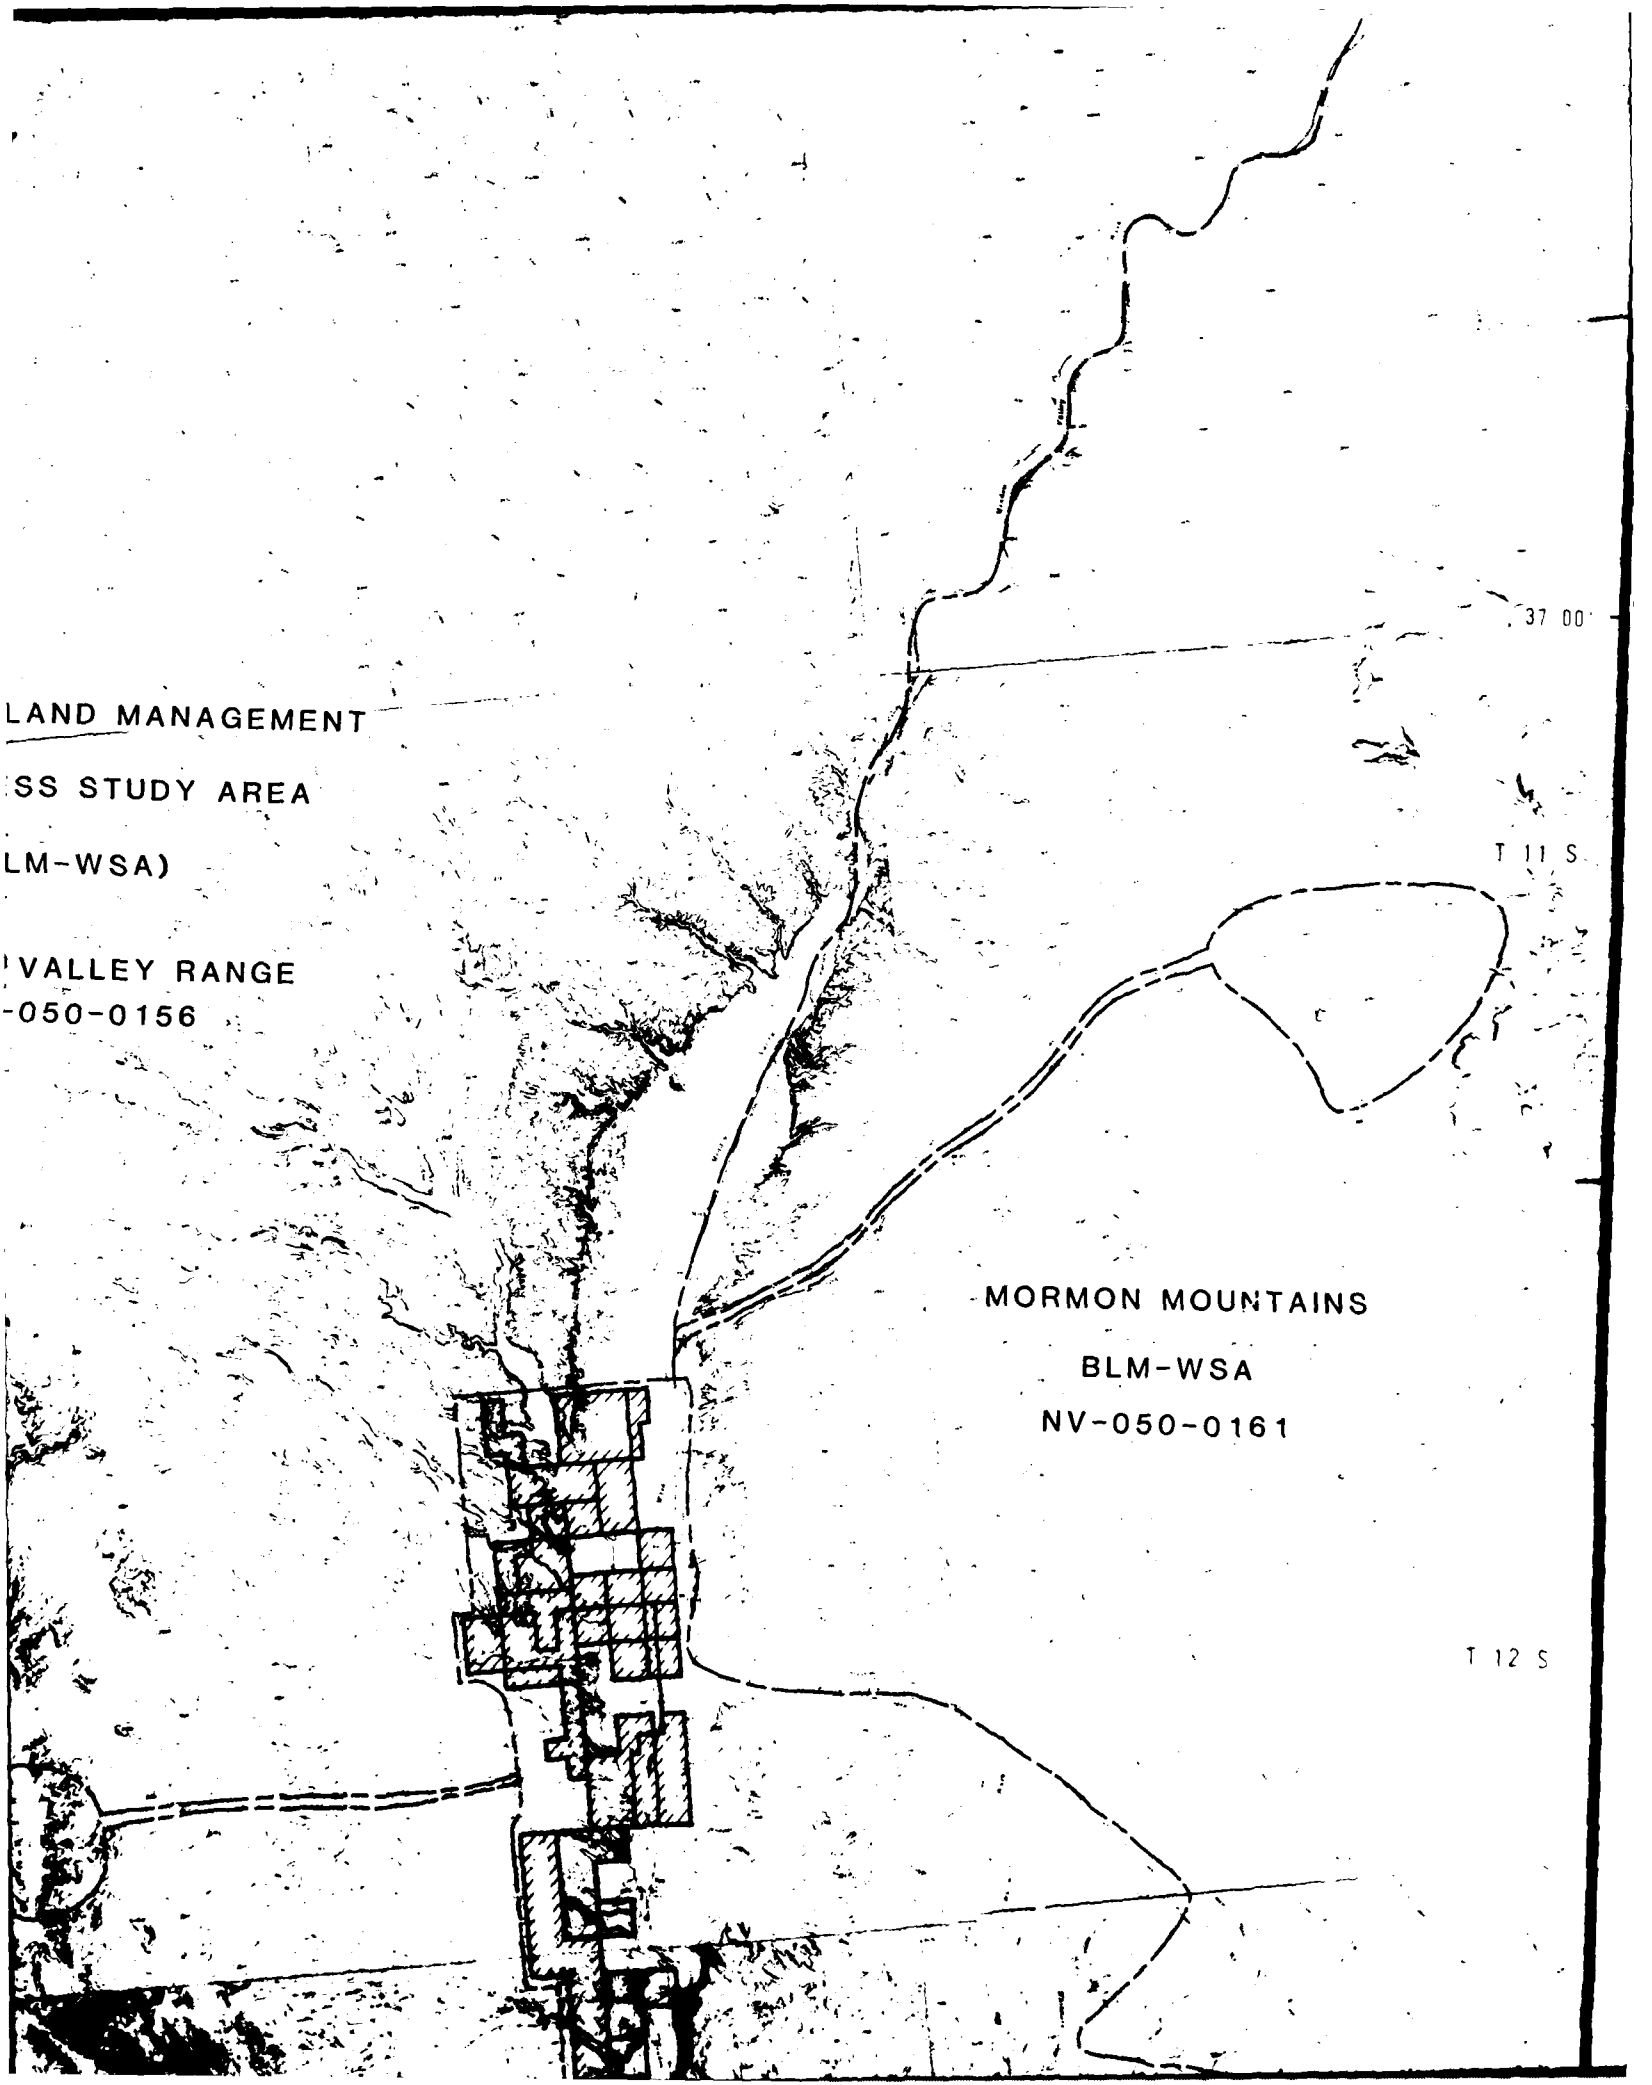 37 00'
LAND MANAGEMENT
SS STUDY AREA
LM-WSA)
T 11 S
VALLEY RANGE
-050-0156
MORMON MOUNTAINS
BLM-WSA
NV-050-0161
T 12 S